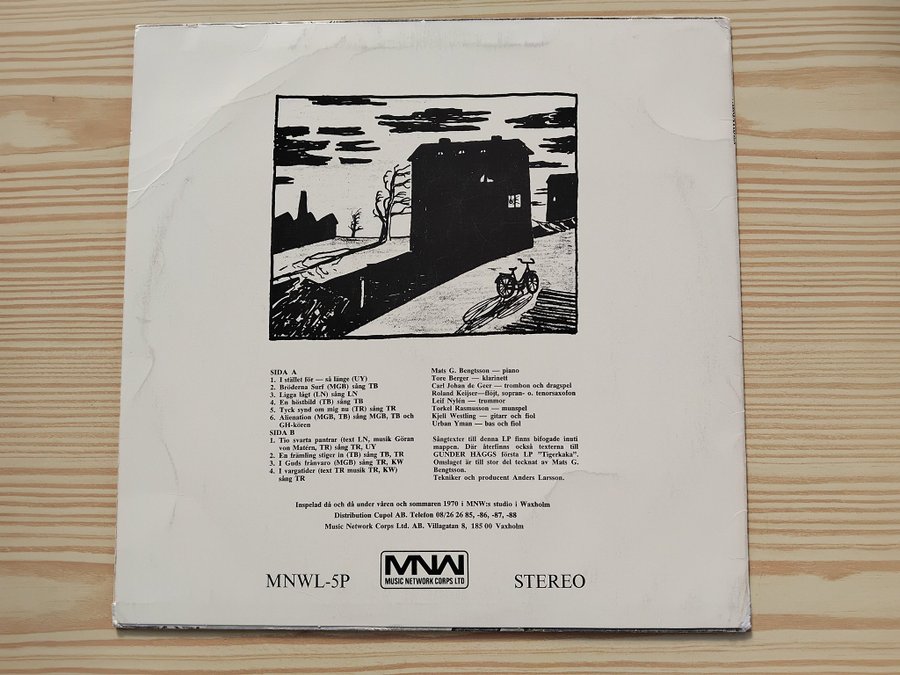 SIDA A
1. I stället för — så länge (UY)
2. Bröderna Surf (MGB) sång TB
3. Ligga lågt (LN) sång LN
4. En höstbild (TB) sång TB
5. Tyck synd om mig nu (TR) sång TR
6. Alienation (MGB, TB) sång MGB, TB och
GH-kören
SIDA B
1. Tio svarta pantrar (text LN, musik Göran
von Matérn, TR) sång TR, UY
2. En främling stiger in (TB) sång TB, TR
3. I Guds frånvaro (MGB) sång TR, KW
4. I vargatider (text TR musik TR, KW)
sång TR
Mats G. Bengtsson — piano
Tore Berger — klarinett
Carl Johan de Geer — trombon och dragspel
Roland Keijser—flöjt, sopran- o. tenorsaxofon
Leif Nylén — trummor
Torkel Rasmusson — munspel
Kjell Westling — gitarr och fiol
Urban Yman — bas och fiol
Sångtexter till denna LP finns bifogade inuti
mappen. Där återfinns också texterna till
GUNDER HÄGGS första LP "Tigerkaka".
Omslaget är till stor del tecknat av Mats G.
Bengtsson.
Tekniker och producent Anders Larsson.
Inspelad då och då under våren och sommaren 1970 i MNW:s studio i Waxholm
Distribution Cupol AB. Telefon 08/26 26 85, -86, -87, -88
Music Network Corps Ltd. AB. Villagatan 8, 185 00 Vaxholm
MNWL-5P
MNW
MUSIC NETWORK CORPS LTD
STEREO